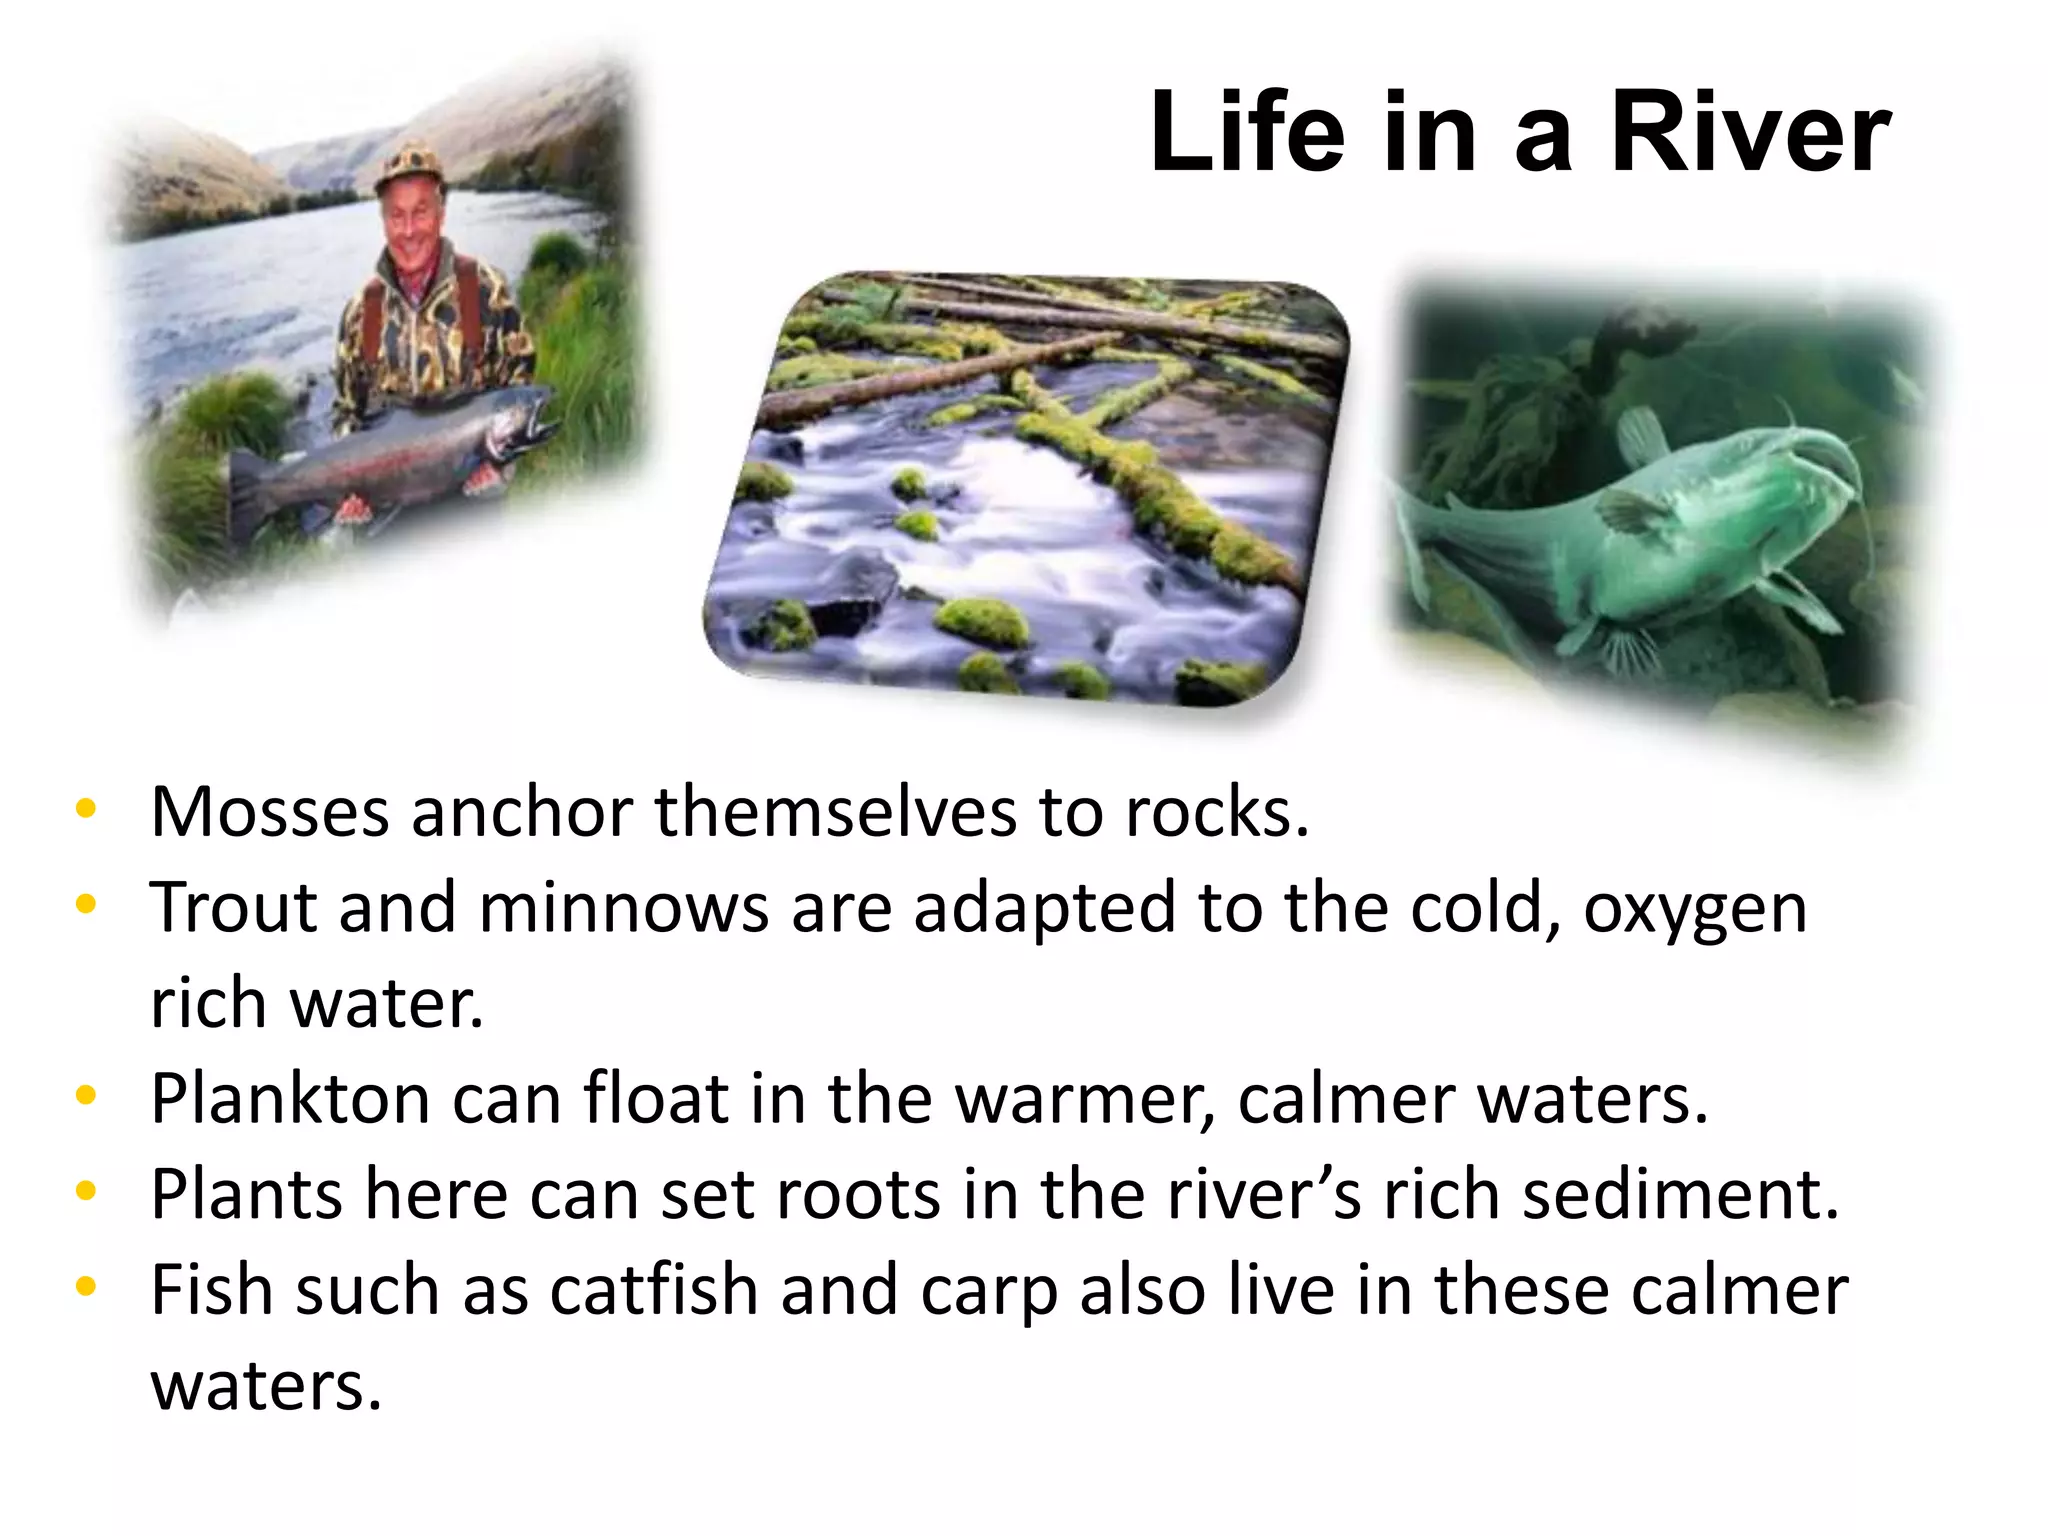 Life in a River
• Mosses anchor themselves to rocks.
• Trout and minnows are adapted to the cold, oxygen
rich water.
• Plankton can float in the warmer, calmer waters.
• Plants here can set roots in the river’s rich sediment.
• Fish such as catfish and carp also live in these calmer
waters.